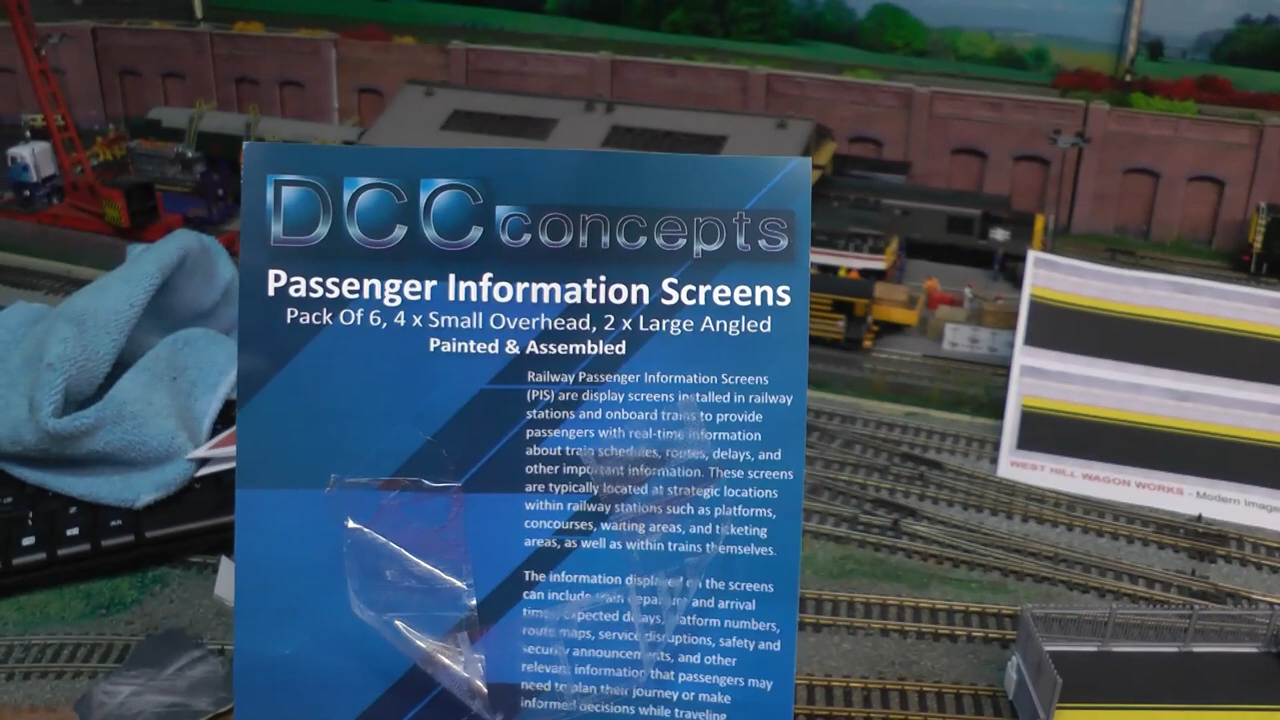 DCC concepts
Passenger Information Screens
Pack Of 6, 4 x Small Overhead, 2 x Large Angled
Painted & Assembled
Railway Passenger Information Screens
(PIS) are display screens installed in railway
stations and onboard trains to provide
passengers with real-time information
about train schedules, routes, delays, and
other important information. These screens
are typically located at strategic locations
within railway stations such as platforms,
concourses, waiting areas, and ticketing
areas, as well as within trains themselves.
The information displayed on the screens
can include train departure and arrival
times, expected delays, platform numbers,
route maps, service disruptions, safety and
security announcements, and other
relevant information that passengers may
need to plan their journey or make
informed decisions while traveling
WEST HILL WAGON WORKS - Modern Image